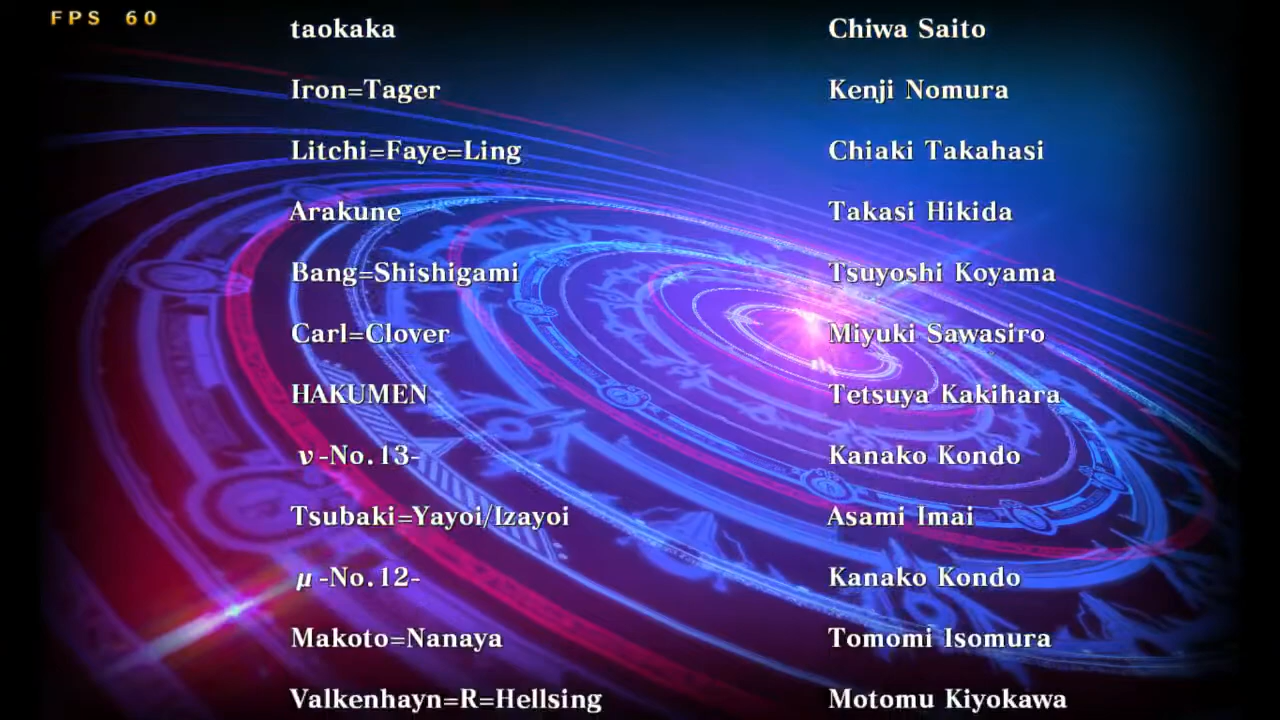 FPS 60
taokaka Chiwa Saito
Iron=Tager Kenji Nomura
Litchi=Faye=Ling Chiaki Takahasi
Arakune Takasi Hikida
Bang=Shishigami Tsuyoshi Koyama
Carl=Clover Miyuki Sawasiro
HAKUMEN Tetsuya Kakihara
ν-No.13- Kanako Kondo
Tsubaki=Yayoi/Izayoi Asami Imai
μ-No.12- Kanako Kondo
Makoto=Nanaya Tomomi Isomura
Valkenhayn=R=Hellsing Motomu Kiyokawa